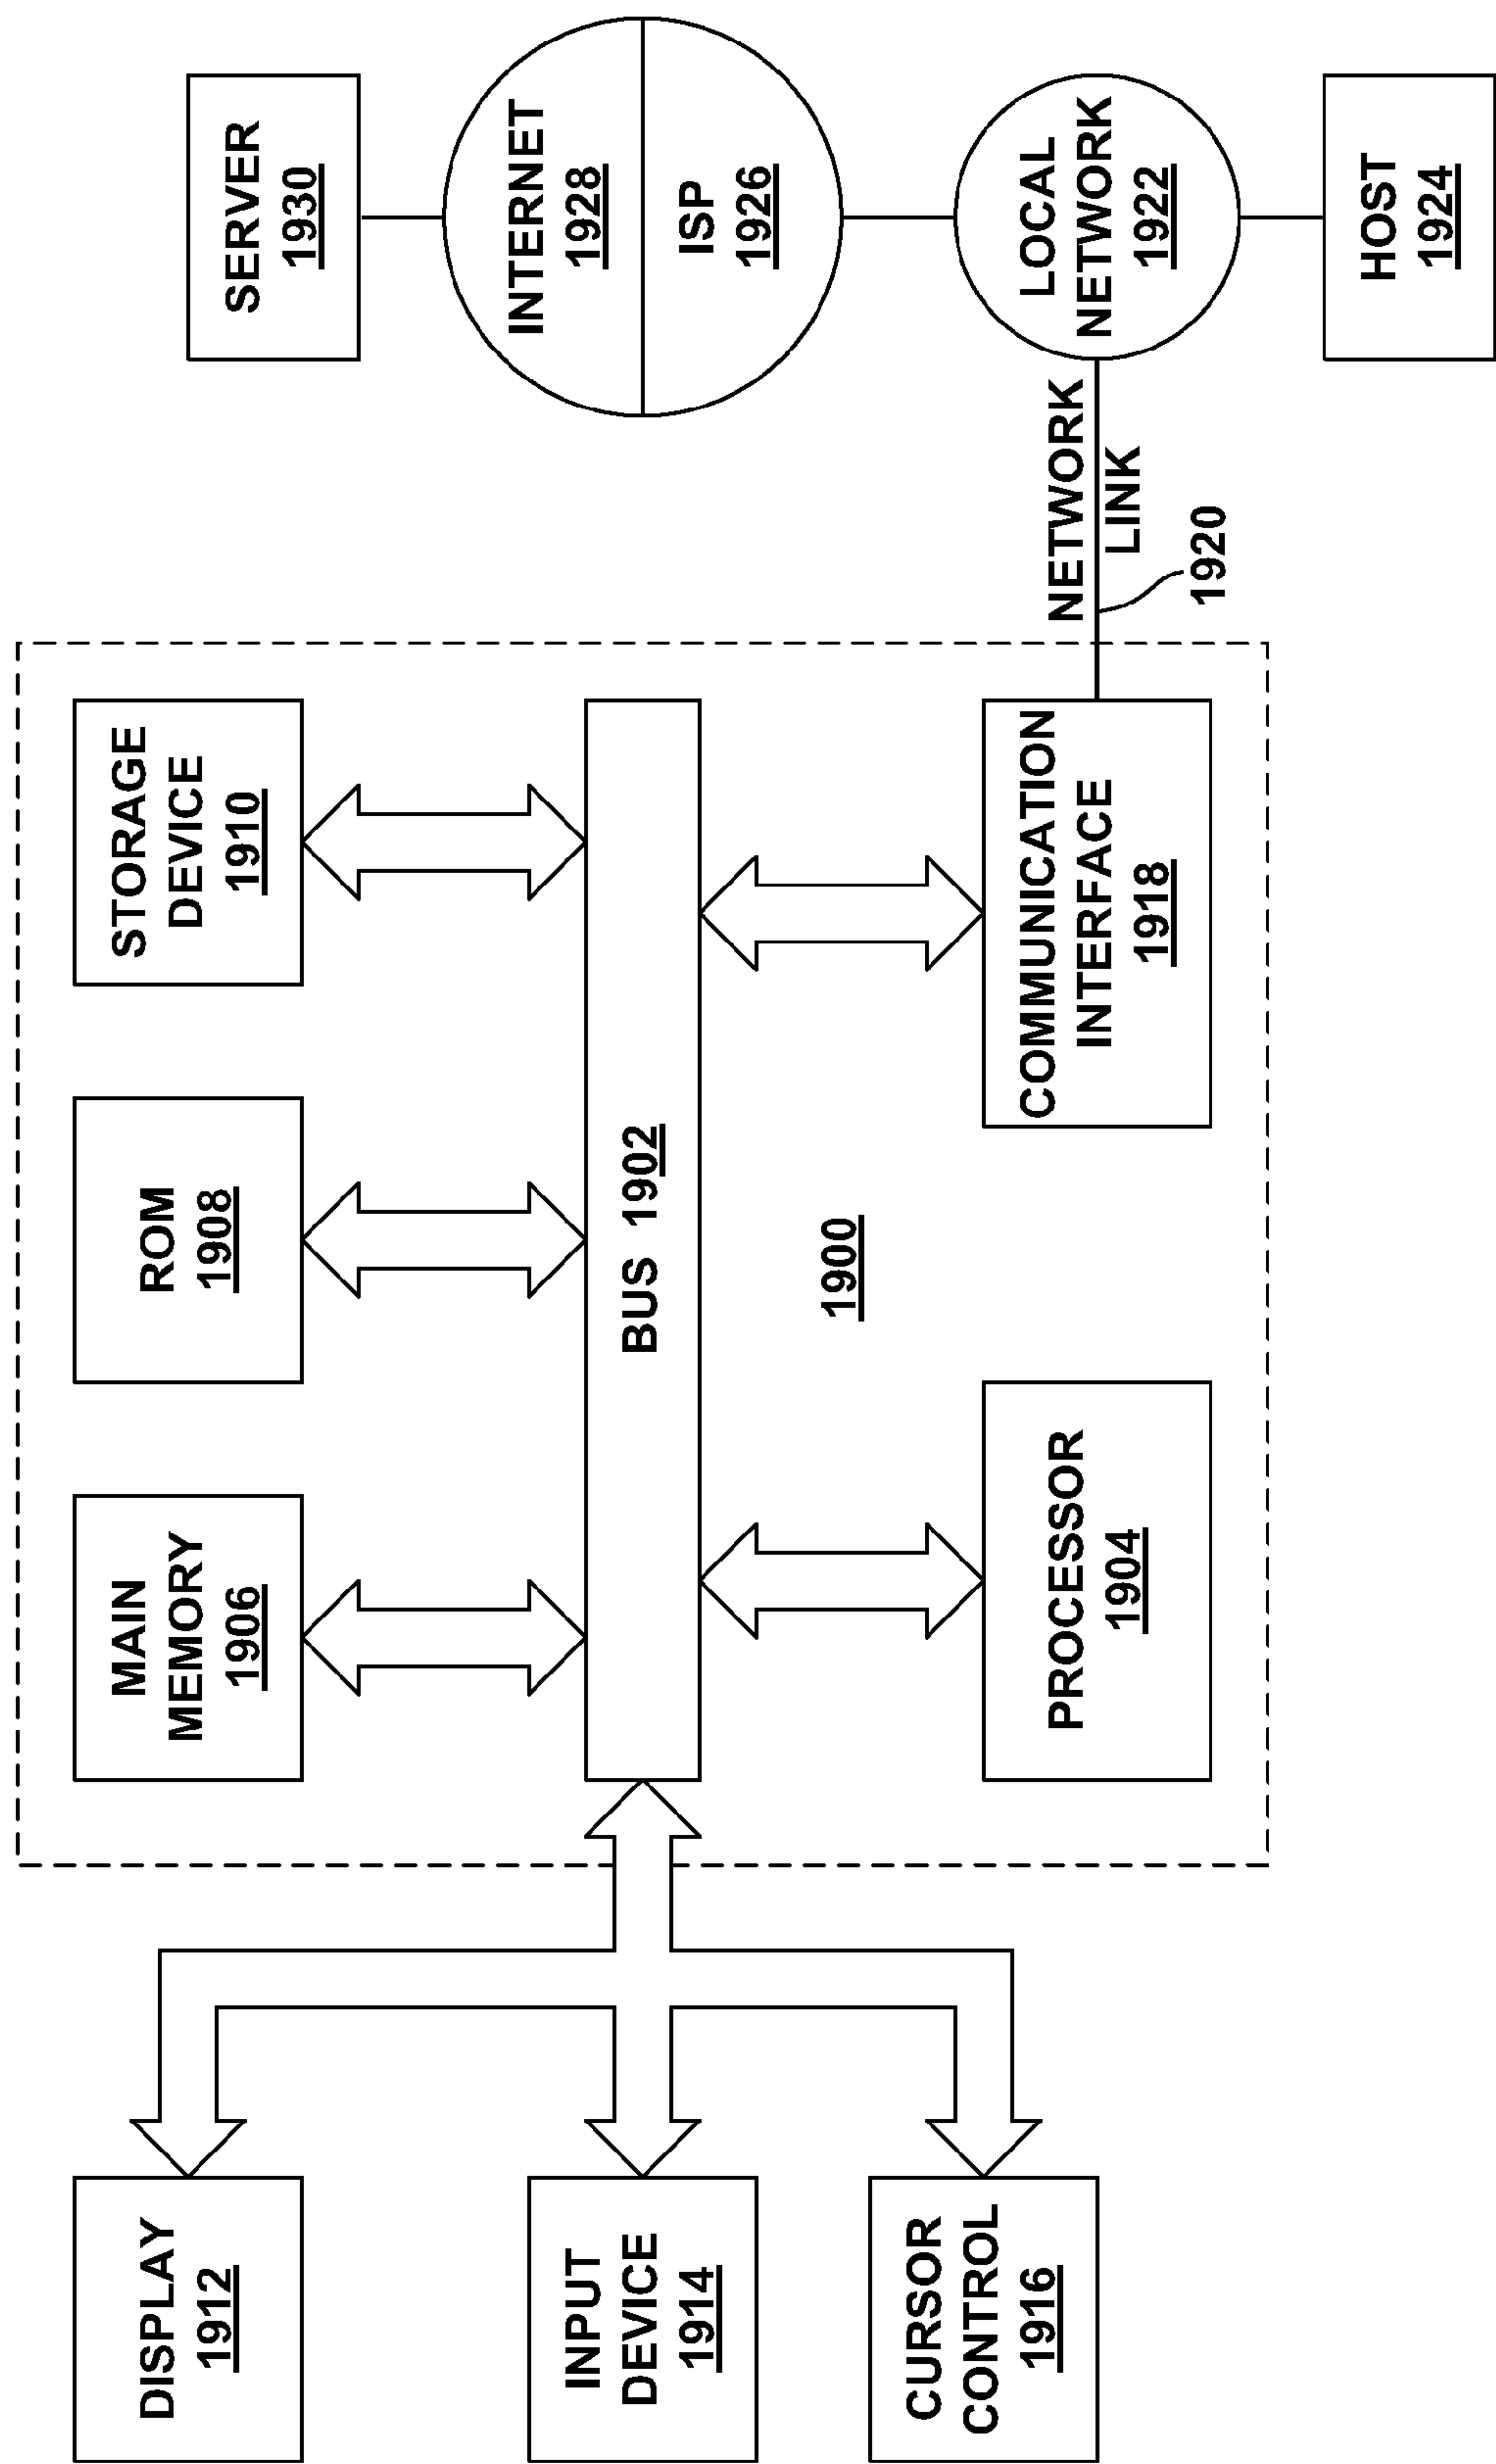 DISPLAY
1912
INPUT
DEVICE
1914
CURSOR
CONTROL
1916
MAIN
MEMORY
1906
ROM
1908
STORAGE
DEVICE
1910
BUS 1902
1900
PROCESSOR
1904
COMMUNICATION
INTERFACE
1918
NETWORK
LINK
1920
SERVER
1930
INTERNET
1928
ISP
1926
LOCAL
NETWORK
1922
HOST
1924